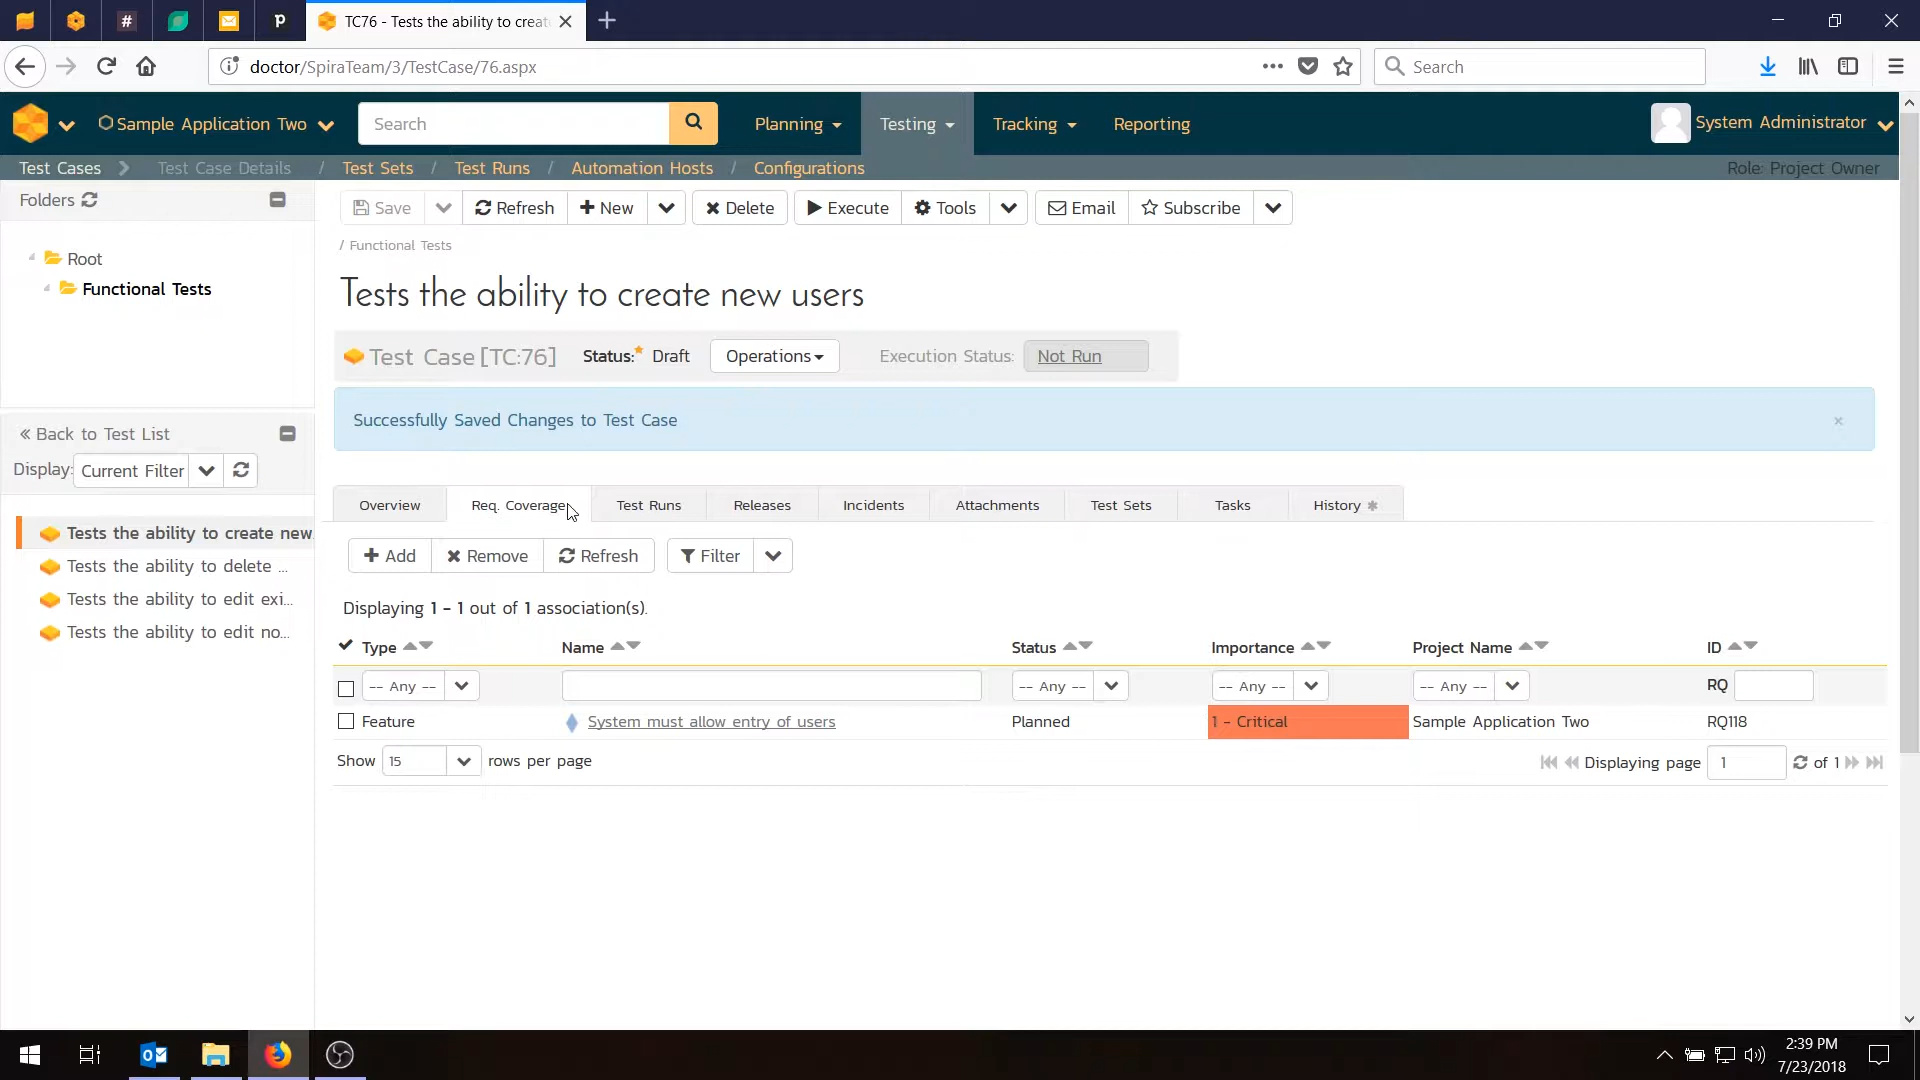 TC76 - Tests the ability to create
doctor/SpiraTeam/3/TestCase/76.aspx
Search
Sample Application Two
Search
Planning
Testing
Tracking
Reporting
System Administrator
Test Cases
Test Case Details / Test Sets / Test Runs / Automation Hosts / Configurations
Role: Project Owner
Folders
Root
Functional Tests
« Back to Test List
Display: Current Filter
Tests the ability to create new
Tests the ability to delete ...
Tests the ability to edit exi...
Tests the ability to edit no...
Save
Refresh
New
Delete
Execute
Tools
Email
Subscribe
/ Functional Tests
Tests the ability to create new users
Test Case [TC:76]
Status:* Draft
Operations
Execution Status: Not Run
Successfully Saved Changes to Test Case
×
Overview
Req. Coverage
Test Runs
Releases
Incidents
Attachments
Test Sets
Tasks
History *
Add
Remove
Refresh
Filter
Displaying 1 - 1 out of 1 association(s).
Type Name Status Importance Project Name ID
-- Any -- -- Any -- -- Any -- -- Any -- RQ
Feature System must allow entry of users Planned 1 - Critical Sample Application Two RQ118
Show 15 rows per page
Displaying page 1 of 1
2:39 PM
7/23/2018